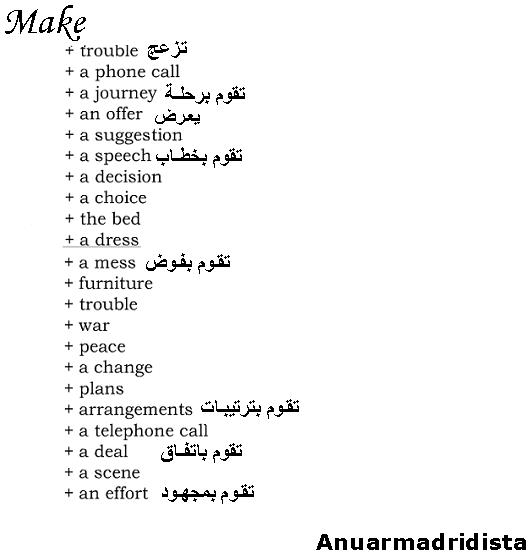 Make
+ trouble تزعج
+ a phone call
+ a journey تقوم برحلة
+ an offer يعرض
+ a suggestion
+ a speech تقوم بخطاب
+ a decision
+ a choice
+ the bed
+ a dress
+ a mess تقوم بفوض
+ furniture
+ trouble
+ war
+ peace
+ a change
+ plans
+ arrangements تقوم بترتيبات
+ a telephone call
+ a deal تقوم باتفاق
+ a scene
+ an effort تقوم بمجهود
Anuarmadridista